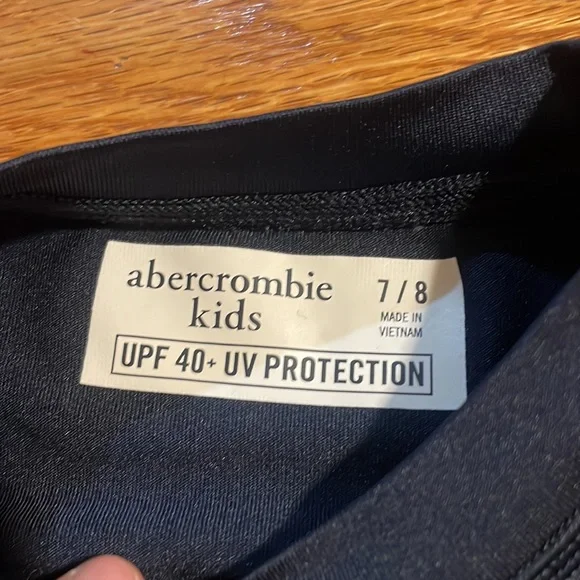 abercrombie
kids
7 / 8
MADE IN
VIETNAM
UPF 40+ UV PROTECTION